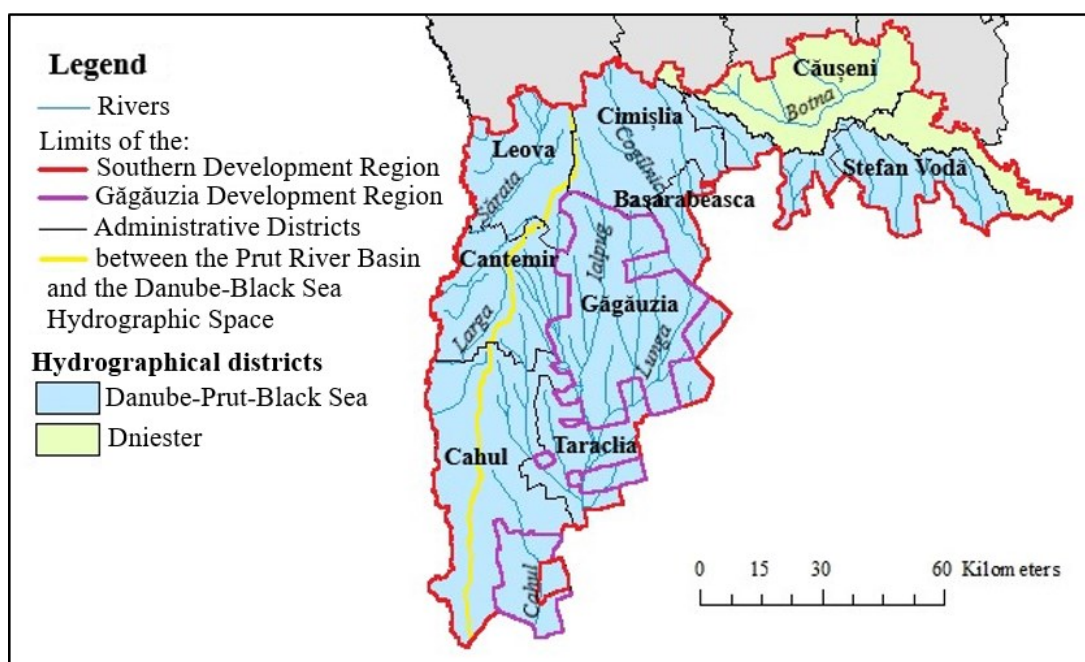 Legend
Rivers
Limits of the:
Southern Development Region
Găgăuzia Development Region
Administrative Districts
between the Prut River Basin
and the Danube-Black Sea
Hydrographic Space
Hydrographical districts
Danube-Prut-Black Sea
Dniester
Căușeni
Botna
Cimișlia
Cogîlnic
Leova
Ștefan Vodă
Sărata
Basarabeasca
Cantemir
Ialpug
Găgăuzia
Larga
Lunga
Taraclia
Cahul
Cahul
0 15 30 60 Kilometers